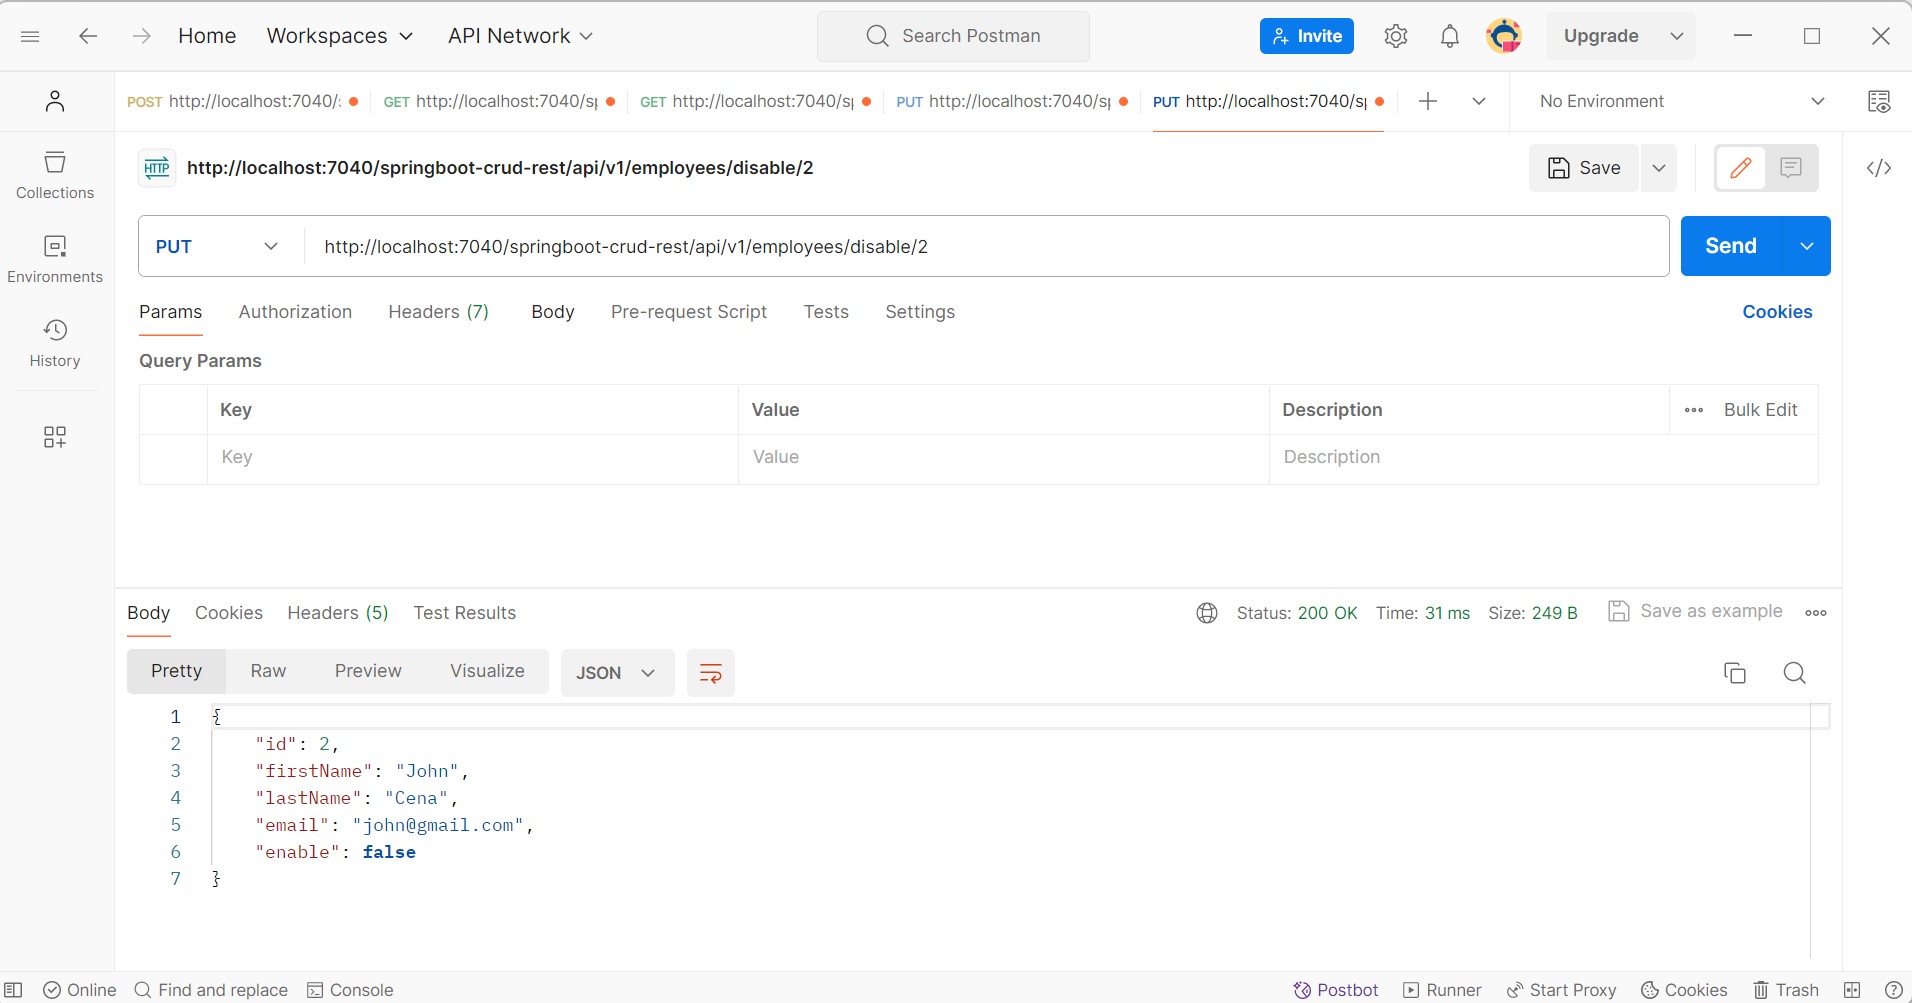 Home Workspaces API Network Search Postman Invite Upgrade
POST http://localhost:7040/ GET http://localhost:7040/s GET http://localhost:7040/s PUT http://localhost:7040/s PUT http://localhost:7040/s No Environment
HTTP http://localhost:7040/springboot-crud-rest/api/v1/employees/disable/2 Save
Collections
PUT http://localhost:7040/springboot-crud-rest/api/v1/employees/disable/2 Send
Environments
Params Authorization Headers (7) Body Pre-request Script Tests Settings Cookies
History
Query Params
Key Value Description Bulk Edit
Key Value Description
Body Cookies Headers (5) Test Results Status: 200 OK Time: 31 ms Size: 249 B Save as example
Pretty Raw Preview Visualize JSON
1 {
2 "id": 2,
3 "firstName": "John",
4 "lastName": "Cena",
5 "email": "john@gmail.com",
6 "enable": false
7 }
Online Find and replace Console Postbot Runner Start Proxy Cookies Trash